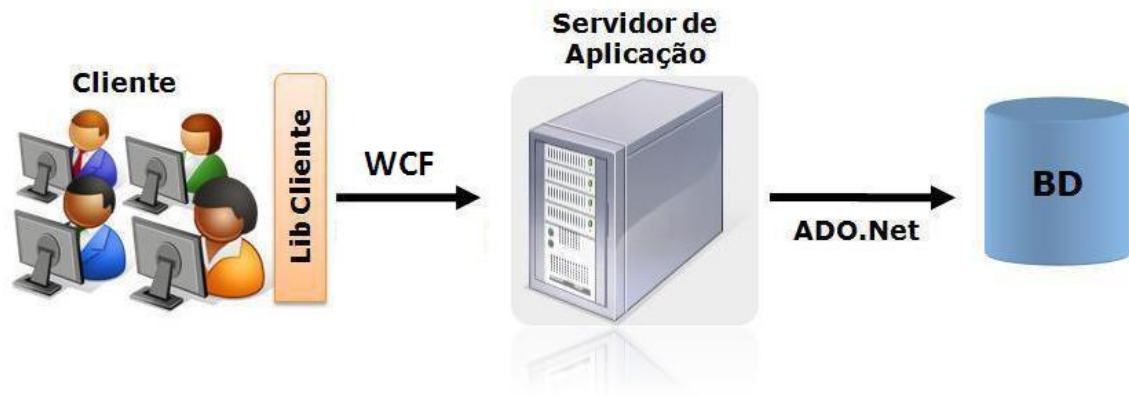 Cliente
Lib Cliente
WCF
Servidor de
Aplicação
ADO.Net
BD